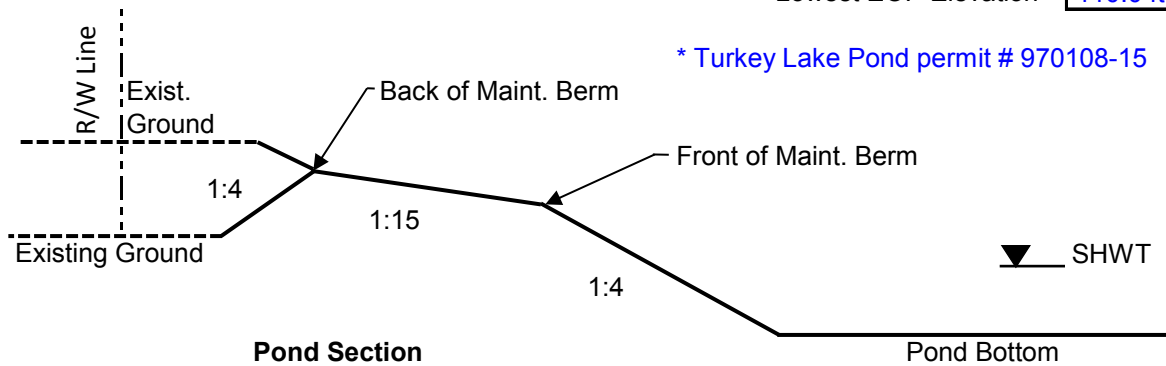 * Turkey Lake Pond permit # 970108-15
R/W Line
Exist.
Ground
Back of Maint. Berm
Front of Maint. Berm
1:4
1:15
Existing Ground
SHWT
1:4
Pond Section
Pond Bottom